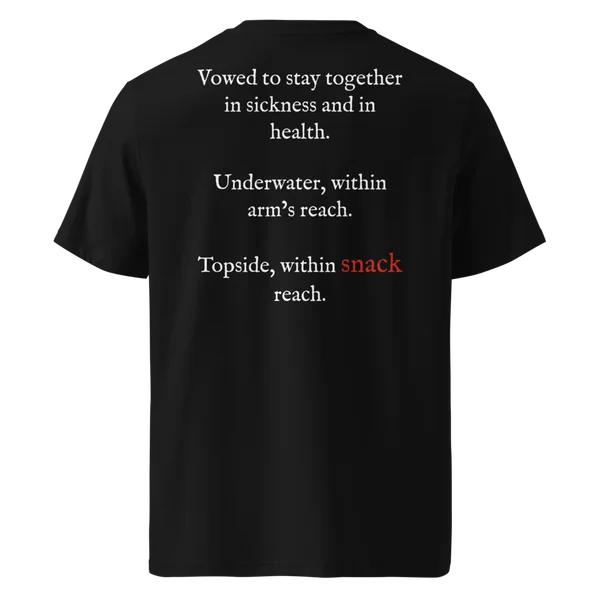 Vowed to stay together
in sickness and in
health.
Underwater, within
arm's reach.
Topside, within snack
reach.